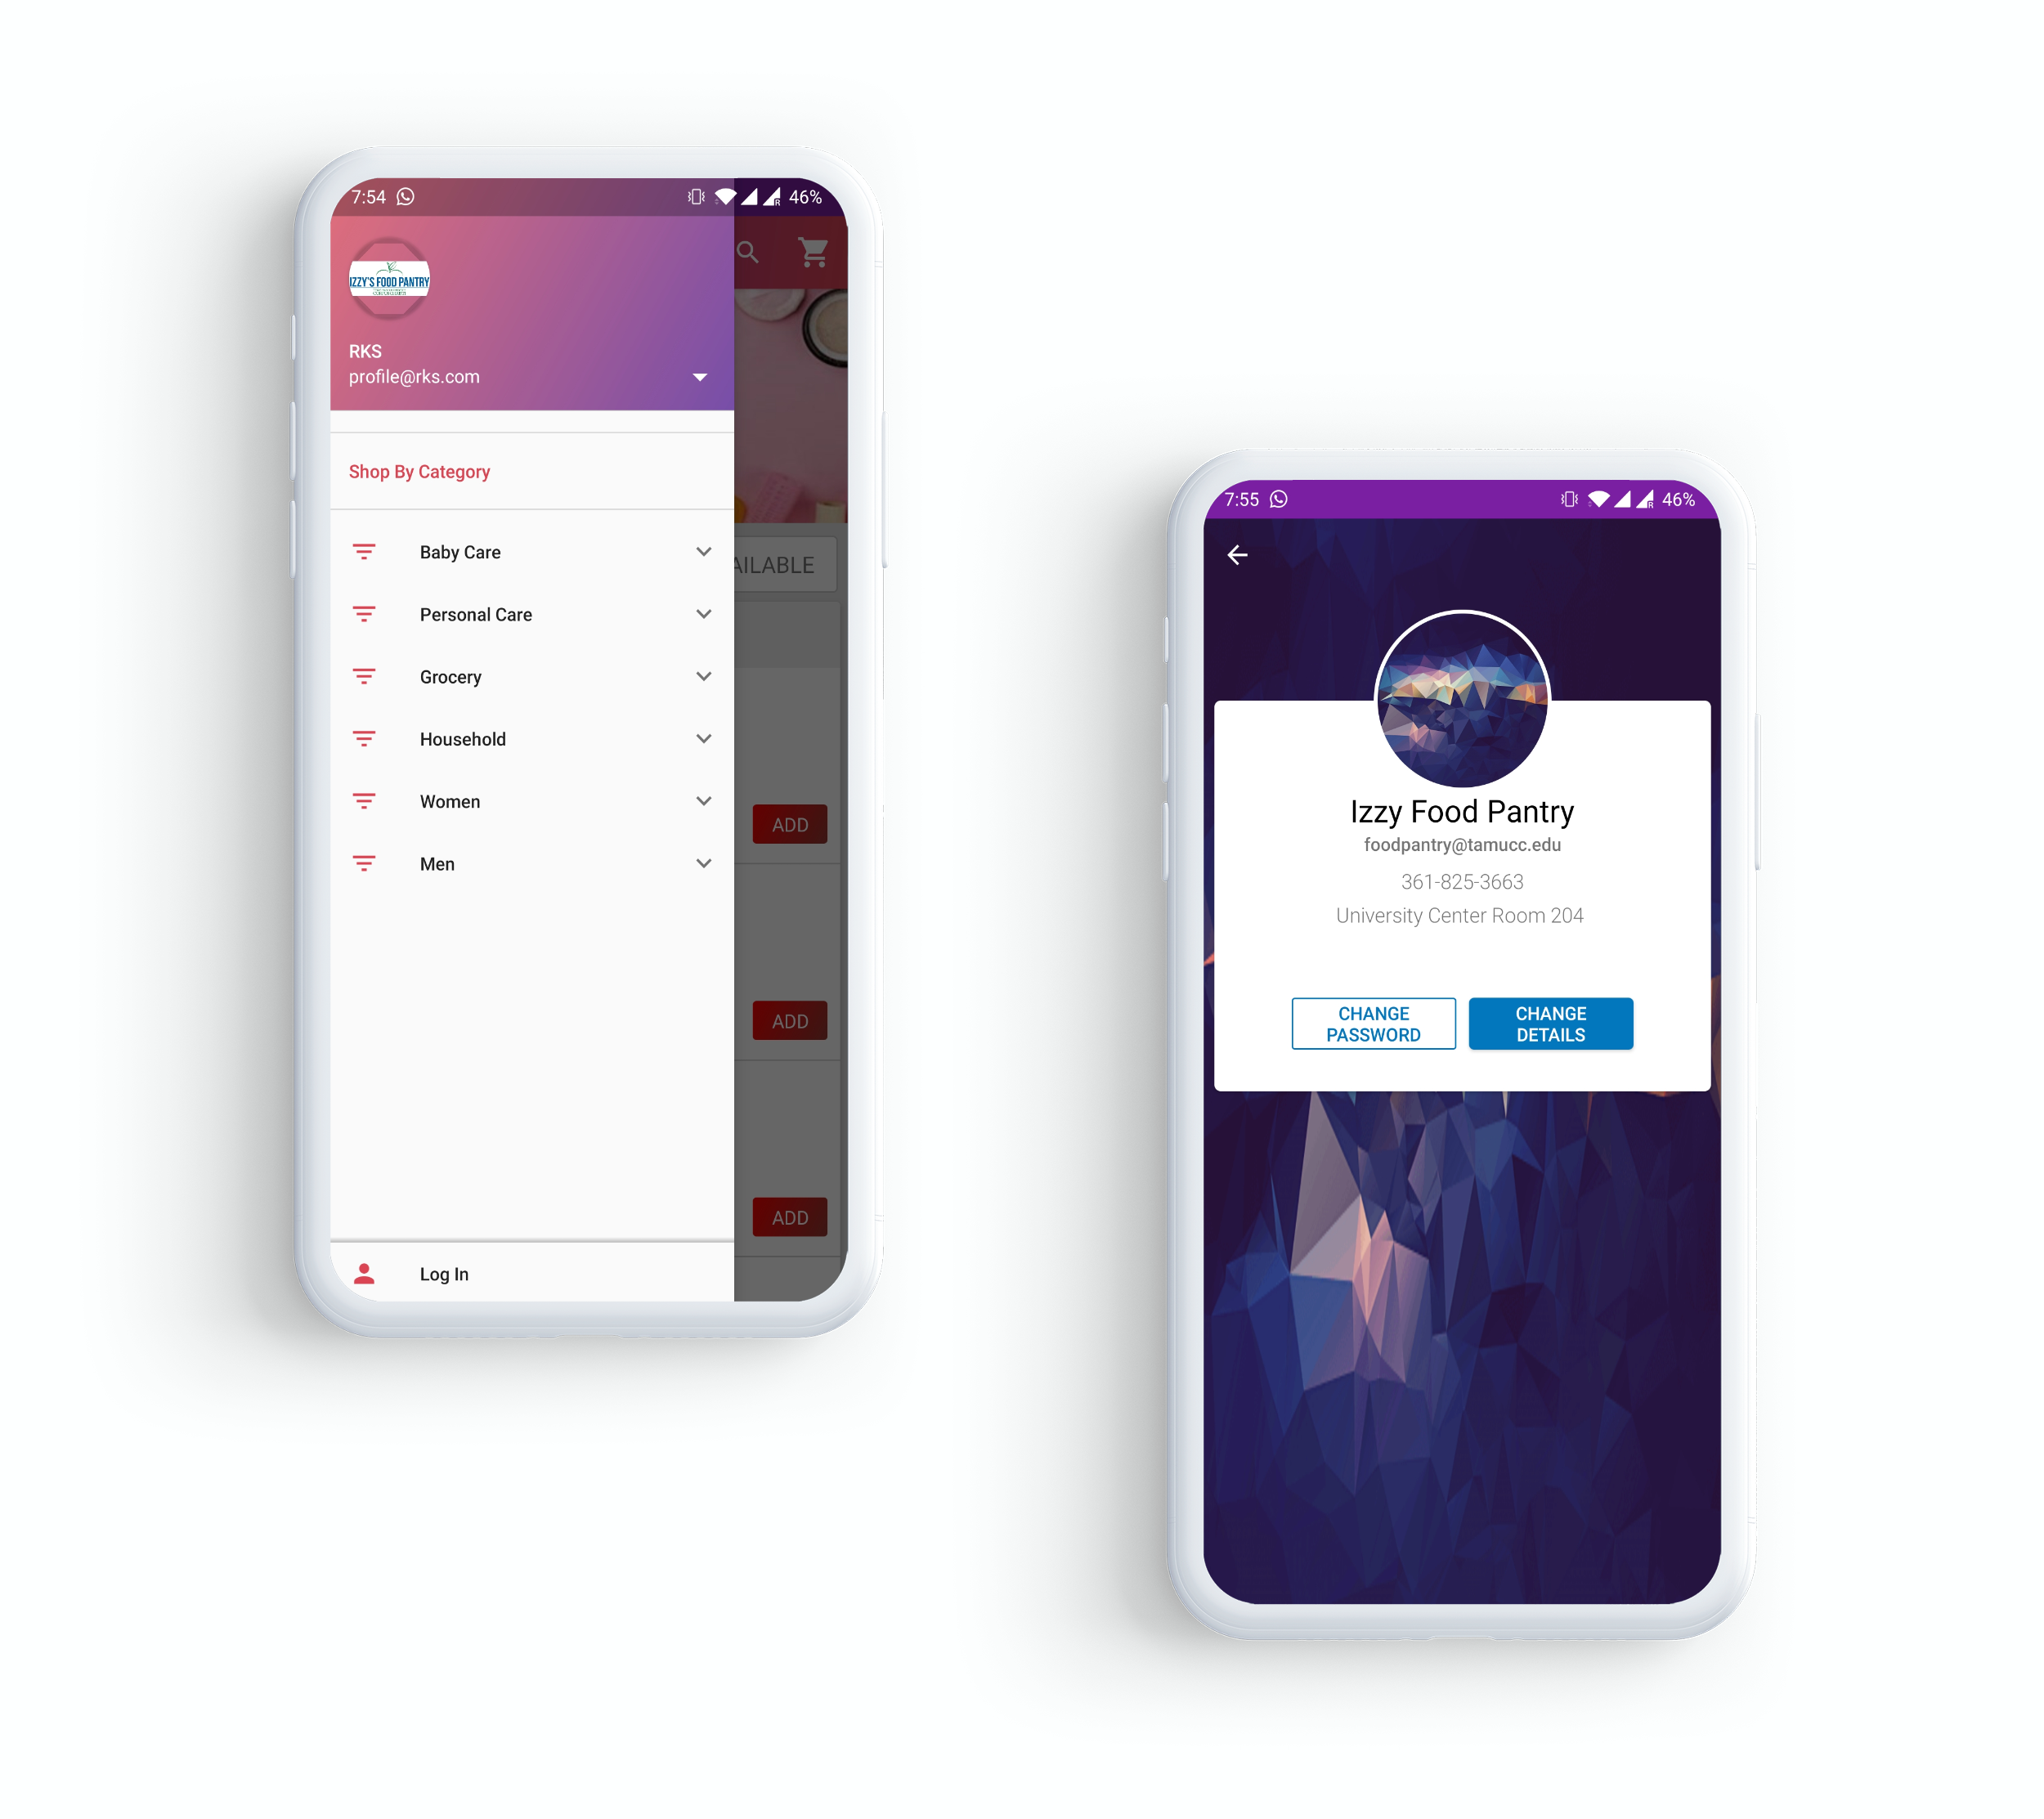 7:54
46%
IZZY'S FOOD PANTRY
RKS
profile@rks.com
Shop By Category
Baby Care
Personal Care
Grocery
Household
Women
Men
Log In
AILABLE
ADD
ADD
ADD
7:55
R
46%
Izzy Food Pantry
foodpantry@tamucc.edu
361-825-3663
University Center Room 204
CHANGE
PASSWORD
CHANGE
DETAILS